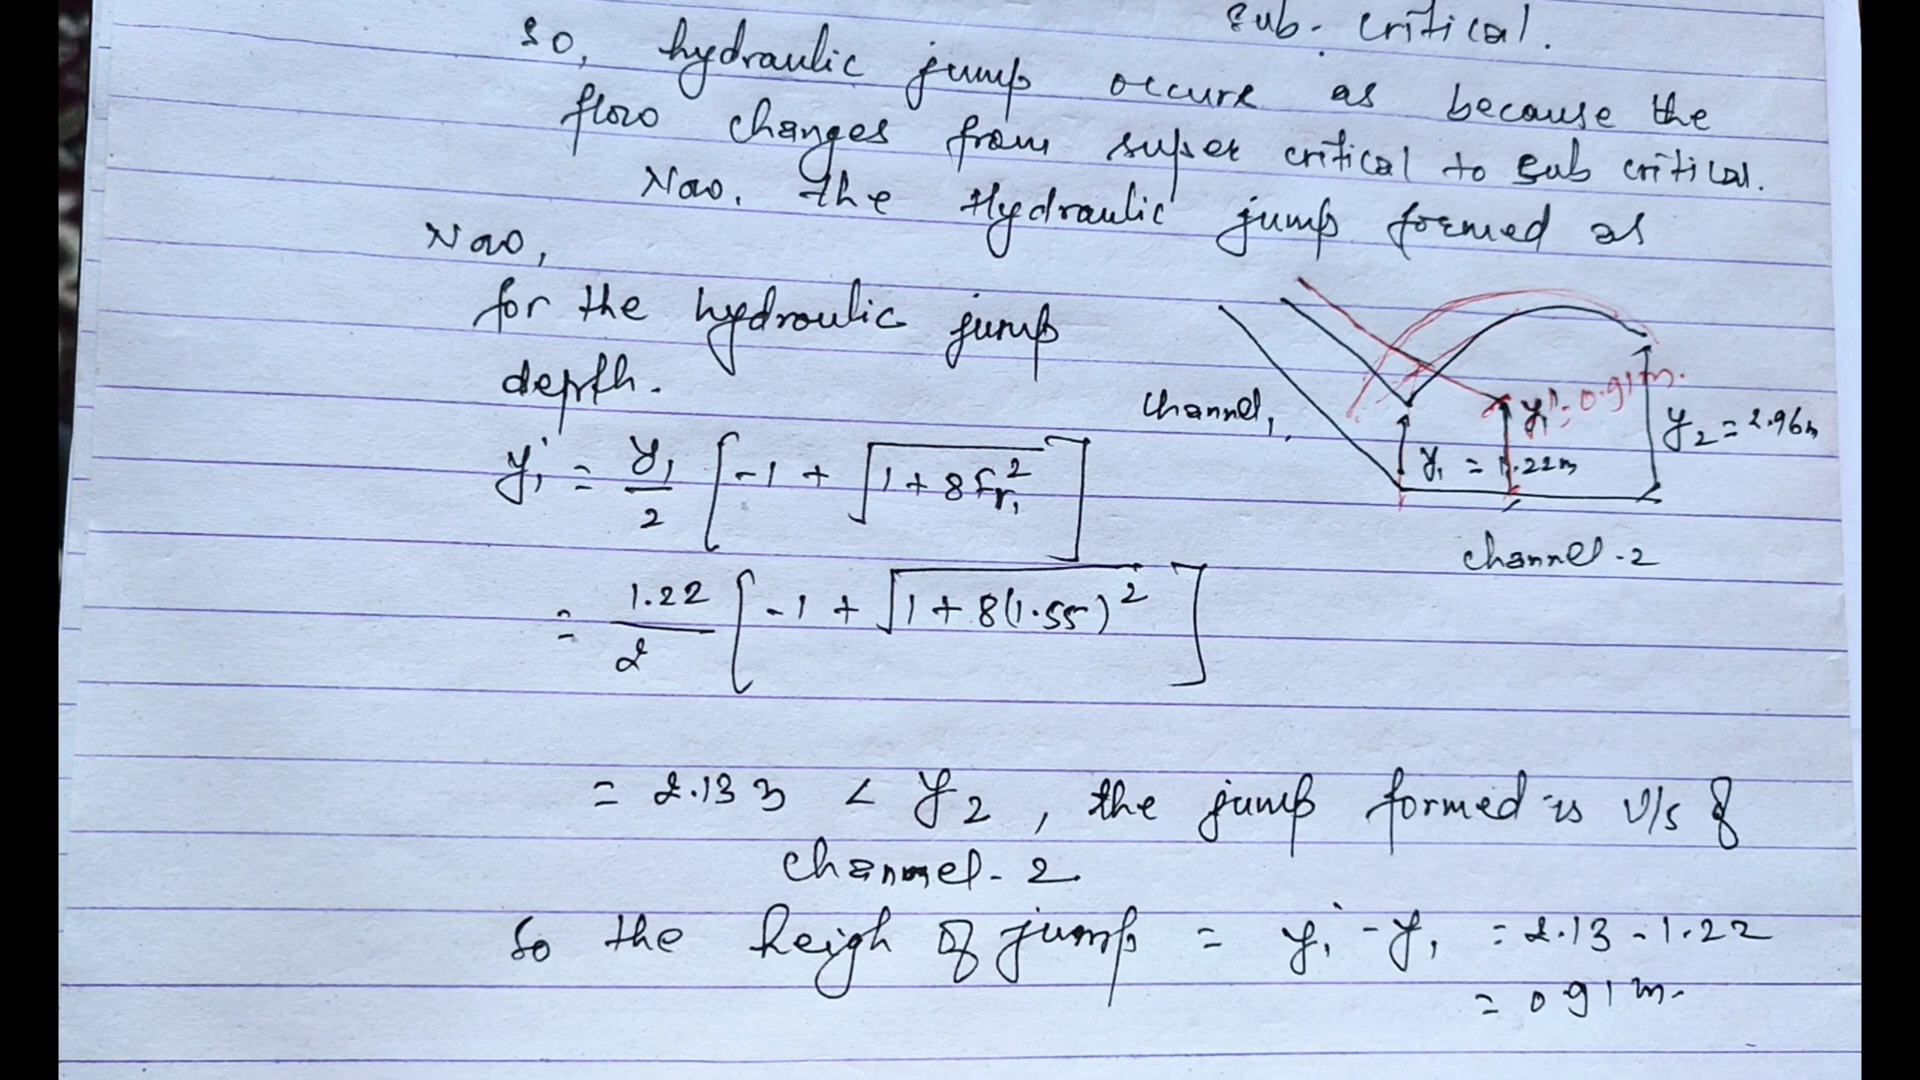 sub-critical.
so, hydraulic jump occure as because the
flow changes from super critical to sub critical.
Now, the Hydraulic jump formed as
Now,
for the hydraulic jump
depth.
channel,
y₁' = 0.91m.
y₂ = 2.96m
y₁ = 1.22m
channel-2
y₁' = y₁/2 [-1 + √(1 + 8Fr₁²)]
= 1.22/2 [-1 + √(1 + 8(1.55)²)]
= 2.133 < y₂, the jump formed is U/s of
channel-2.
So the heigh of jump = y₁' - y₁ = 2.13 - 1.22
= 0.91m.